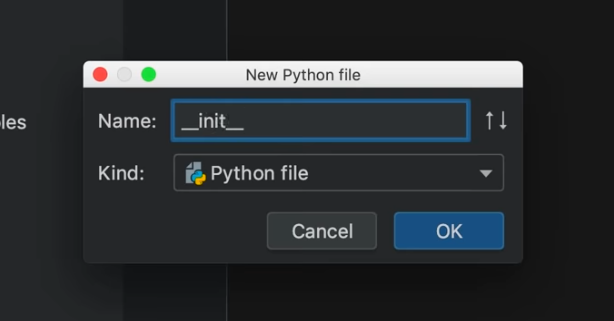 New Python file
les
Name: __init__
Kind: Python file
Cancel OK